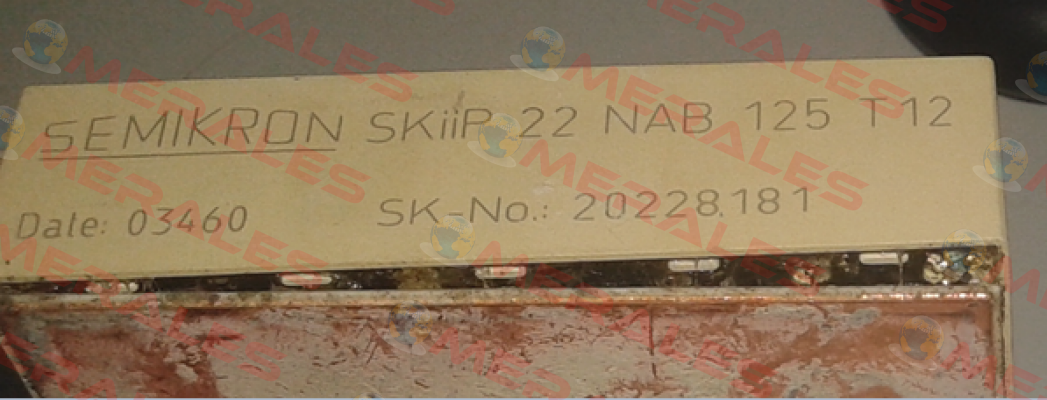 SEMIKRON SKiiP 22 NAB 125 T12
Date: 03460 SK-No.: 20228181